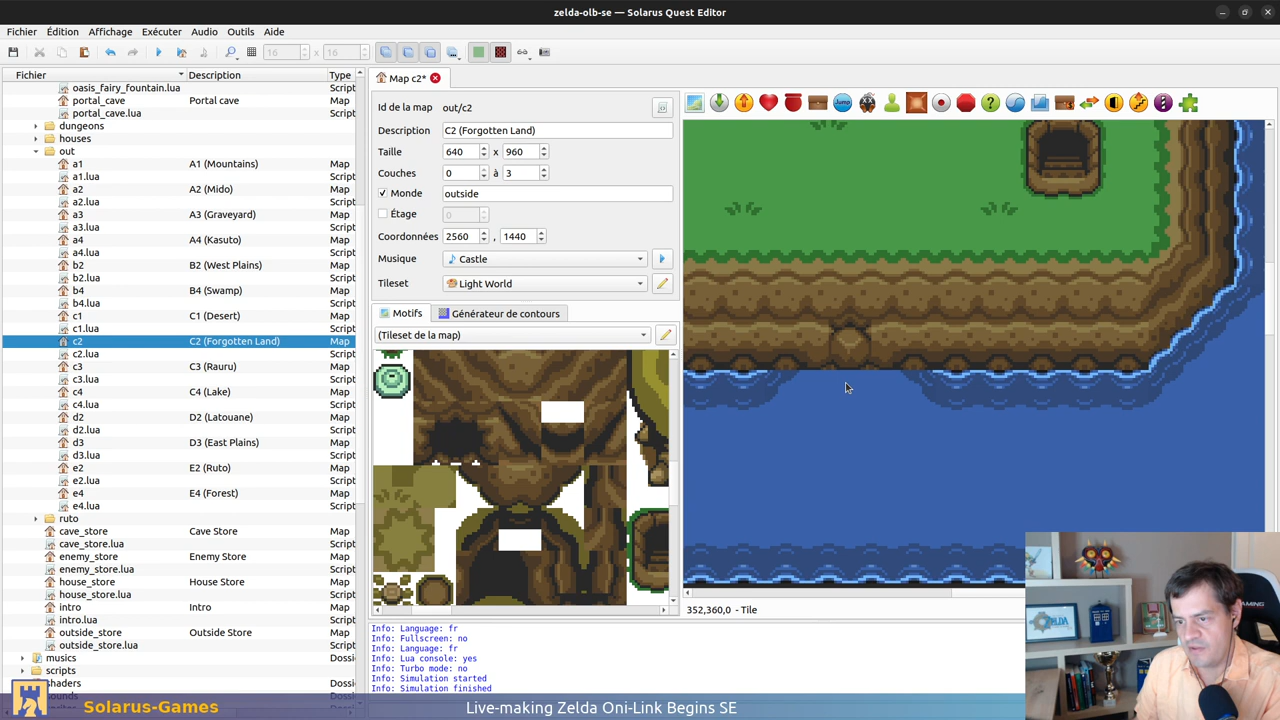 zelda-olb-se — Solarus Quest Editor
Fichier Édition Affichage Exécuter Audio Outils Aide
16 x 16
Fichier Description Type
oasis_fairy_fountain.lua Script
portal_cave Portal cave Map
portal_cave.lua Script
dungeons
houses
out
a1 A1 (Mountains) Map
a1.lua Script
a2 A2 (Mido) Map
a2.lua Script
a3 A3 (Graveyard) Map
a3.lua Script
a4 A4 (Kasuto) Map
a4.lua Script
b2 B2 (West Plains) Map
b2.lua Script
b4 B4 (Swamp) Map
b4.lua Script
c1 C1 (Desert) Map
c1.lua Script
c2 C2 (Forgotten Land) Map
c2.lua Script
c3 C3 (Rauru) Map
c3.lua Script
c4 C4 (Lake) Map
c4.lua Script
d2 D2 (Latouane) Map
d2.lua Script
d3 D3 (East Plains) Map
d3.lua Script
e2 E2 (Ruto) Map
e2.lua Script
e4 E4 (Forest) Map
e4.lua Script
ruto
cave_store Cave Store Map
cave_store.lua Script
enemy_store Enemy Store Map
enemy_store.lua Script
house_store House Store Map
house_store.lua Script
intro Intro Map
intro.lua Script
outside_store Outside Store Map
outside_store.lua Script
musics Dossi
scripts Dossi
shaders Dossi
Map c2*
Id de la map out/c2
Description C2 (Forgotten Land)
Taille 640 x 960
Couches 0 à 3
Monde outside
Étage 0
Coordonnées 2560 , 1440
Musique Castle
Tileset Light World
Motifs Générateur de contours
(Tileset de la map)
Jump
352,360,0 - Tile
Info: Language: fr
Info: Fullscreen: no
Info: Language: fr
Info: Lua console: yes
Info: Turbo mode: no
Info: Simulation started
Info: Simulation finished
Solarus-Games Live-making Zelda Oni-Link Begins SE